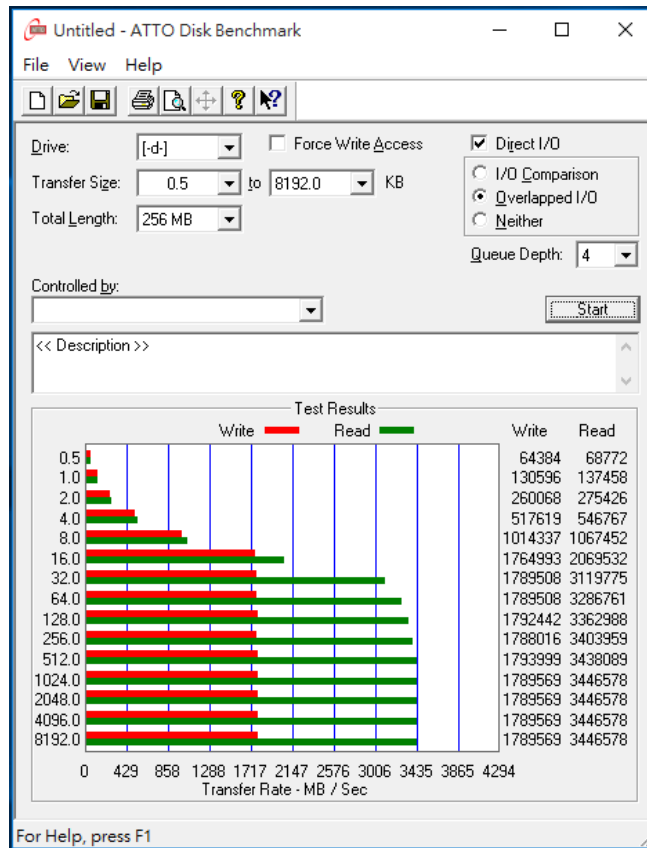 Untitled - ATTO Disk Benchmark
File View Help
Drive: [-d-] Force Write Access Direct I/O
I/O Comparison
Transfer Size: 0.5 to 8192.0 KB
Overlapped I/O
Total Length: 256 MB
Neither
Queue Depth: 4
Controlled by:
Start
<< Description >>
Test Results
Write Read Write Read
0.5 64384 68772
1.0 130596 137458
2.0 260068 275426
4.0 517619 546767
8.0 1014337 1067452
16.0 1764993 2069532
32.0 1789508 3119775
64.0 1789508 3286761
128.0 1792442 3362988
256.0 1788016 3403959
512.0 1793999 3438089
1024.0 1789569 3446578
2048.0 1789569 3446578
4096.0 1789569 3446578
8192.0 1789569 3446578
0 429 858 1288 1717 2147 2576 3006 3435 3865 4294
Transfer Rate - MB / Sec
For Help, press F1